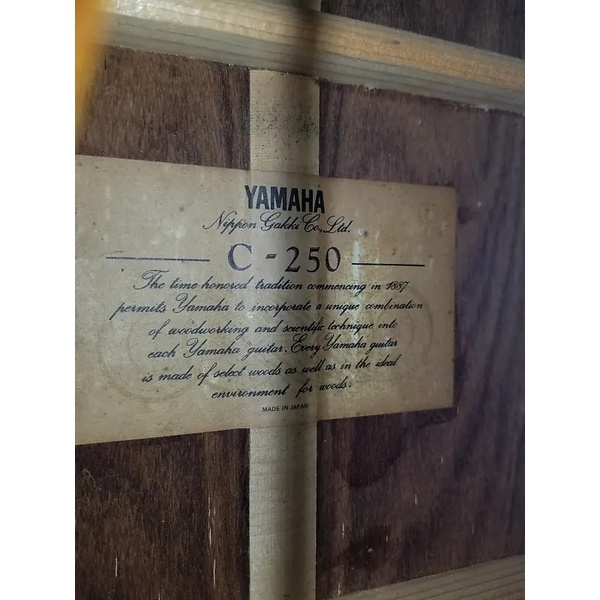 YAMAHA
Nippon Gakki Co., Ltd.
C - 250
The time-honored tradition commencing in 1887
permits Yamaha to incorporate a unique combination
of woodworking and scientific technique into
each Yamaha guitar. Every Yamaha guitar
is made of select woods as well as in the ideal
environment for woods.
MADE IN JAPAN